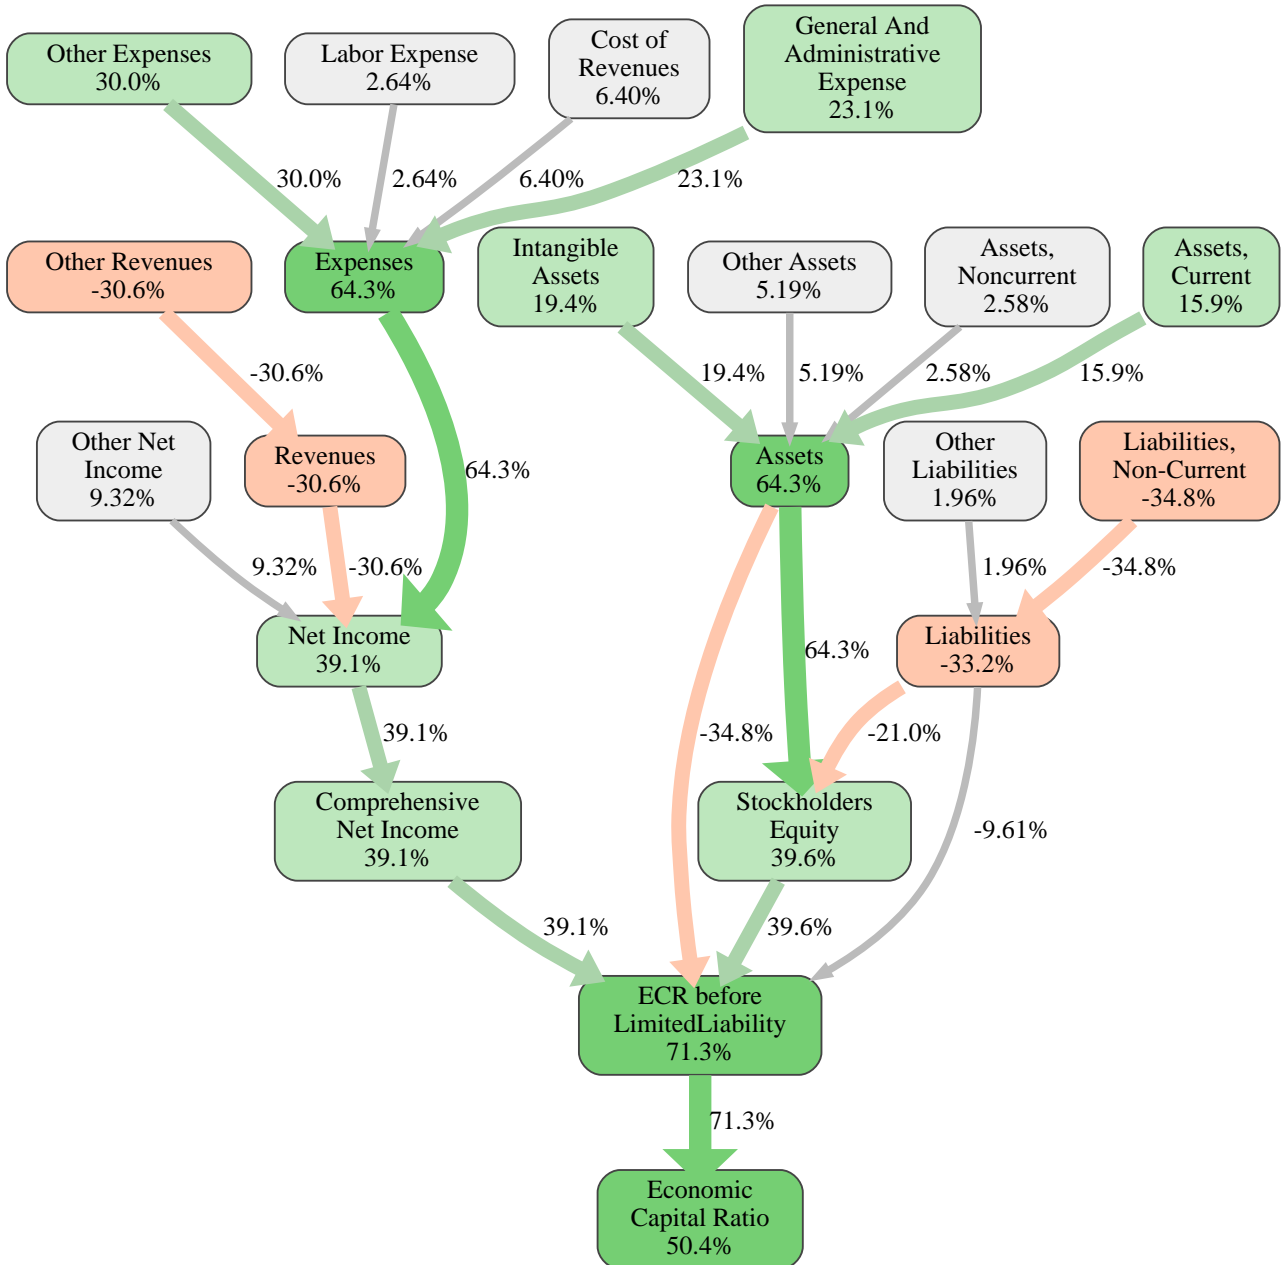 Other Expenses
30.0%
Labor Expense
2.64%
Cost of
Revenues
6.40%
General And
Administrative
Expense
23.1%
30.0%
2.64%
6.40%
23.1%
Other Revenues
-30.6%
Expenses
64.3%
Intangible
Assets
19.4%
Other Assets
5.19%
Assets,
Noncurrent
2.58%
Assets,
Current
15.9%
-30.6%
19.4%
5.19%
2.58%
15.9%
Other Net
Income
9.32%
Revenues
-30.6%
64.3%
Assets
64.3%
Other
Liabilities
1.96%
Liabilities,
Non-Current
-34.8%
9.32%
-30.6%
1.96%
-34.8%
Net Income
39.1%
64.3%
Liabilities
-33.2%
39.1%
-34.8%
-21.0%
Comprehensive
Net Income
39.1%
Stockholders
Equity
39.6%
-9.61%
39.1%
39.6%
ECR before
LimitedLiability
71.3%
71.3%
Economic
Capital Ratio
50.4%